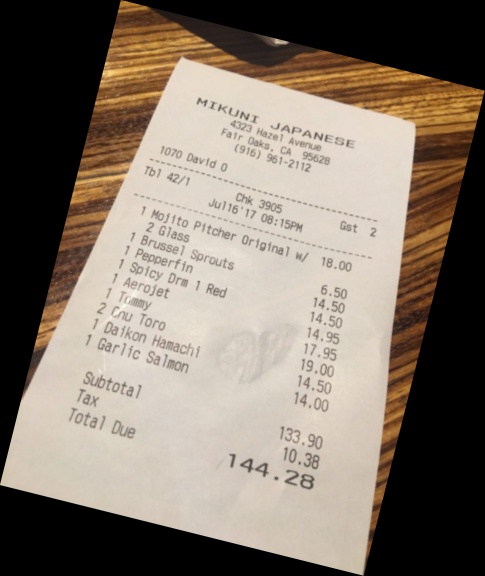 MIKUNI JAPANESE
4323 Hazel Avenue
Fair Oaks, CA 95628
(916) 961-2112
1070 David O
Tbl 42/1 Chk 3905 Gst 2
Jul16'17 08:15PM
1 Mojito Pitcher Original w/ 18.00
2 Glass
1 Brussel Sprouts 6.50
1 Pepperfin 14.50
1 Spicy Drm 1 Red 14.50
1 Aerojet 14.95
1 Tommy 17.95
2 Chu Toro 19.00
1 Daikon Hamachi 14.50
1 Garlic Salmon 14.00
Subtotal 133.90
Tax 10.38
Total Due 144.28